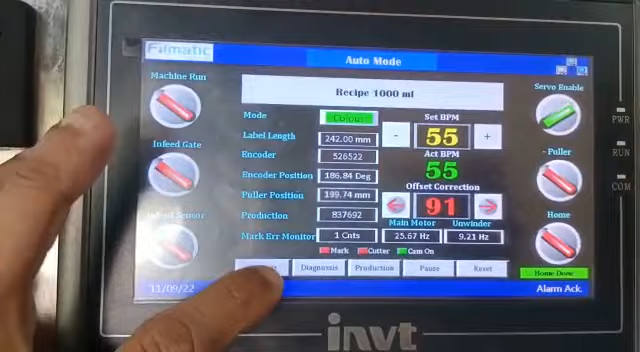 Filmatic
Auto Mode
Machine Run
Recipe 1000 ml
Servo Enable
Mode
Colour
Set BPM
- 55 +
Label Length
242.00 mm
Infeed Gate
Encoder
526522
Act BPM
55
- Puller
Encoder Position
186.84 Deg
Puller Position
199.74 mm
Offset Correction
91
Infeed Sensor
Production
837692
Home
Main Motor
Unwinder
Mark Err Monitor
1 Cnts
25.67 Hz
9.21 Hz
Mark
Cutter
Cam On
Diagnosis
Production
Pause
Reset
Home Done
11/09/22
Alarm Ack.
PWR
RUN
COM
invt